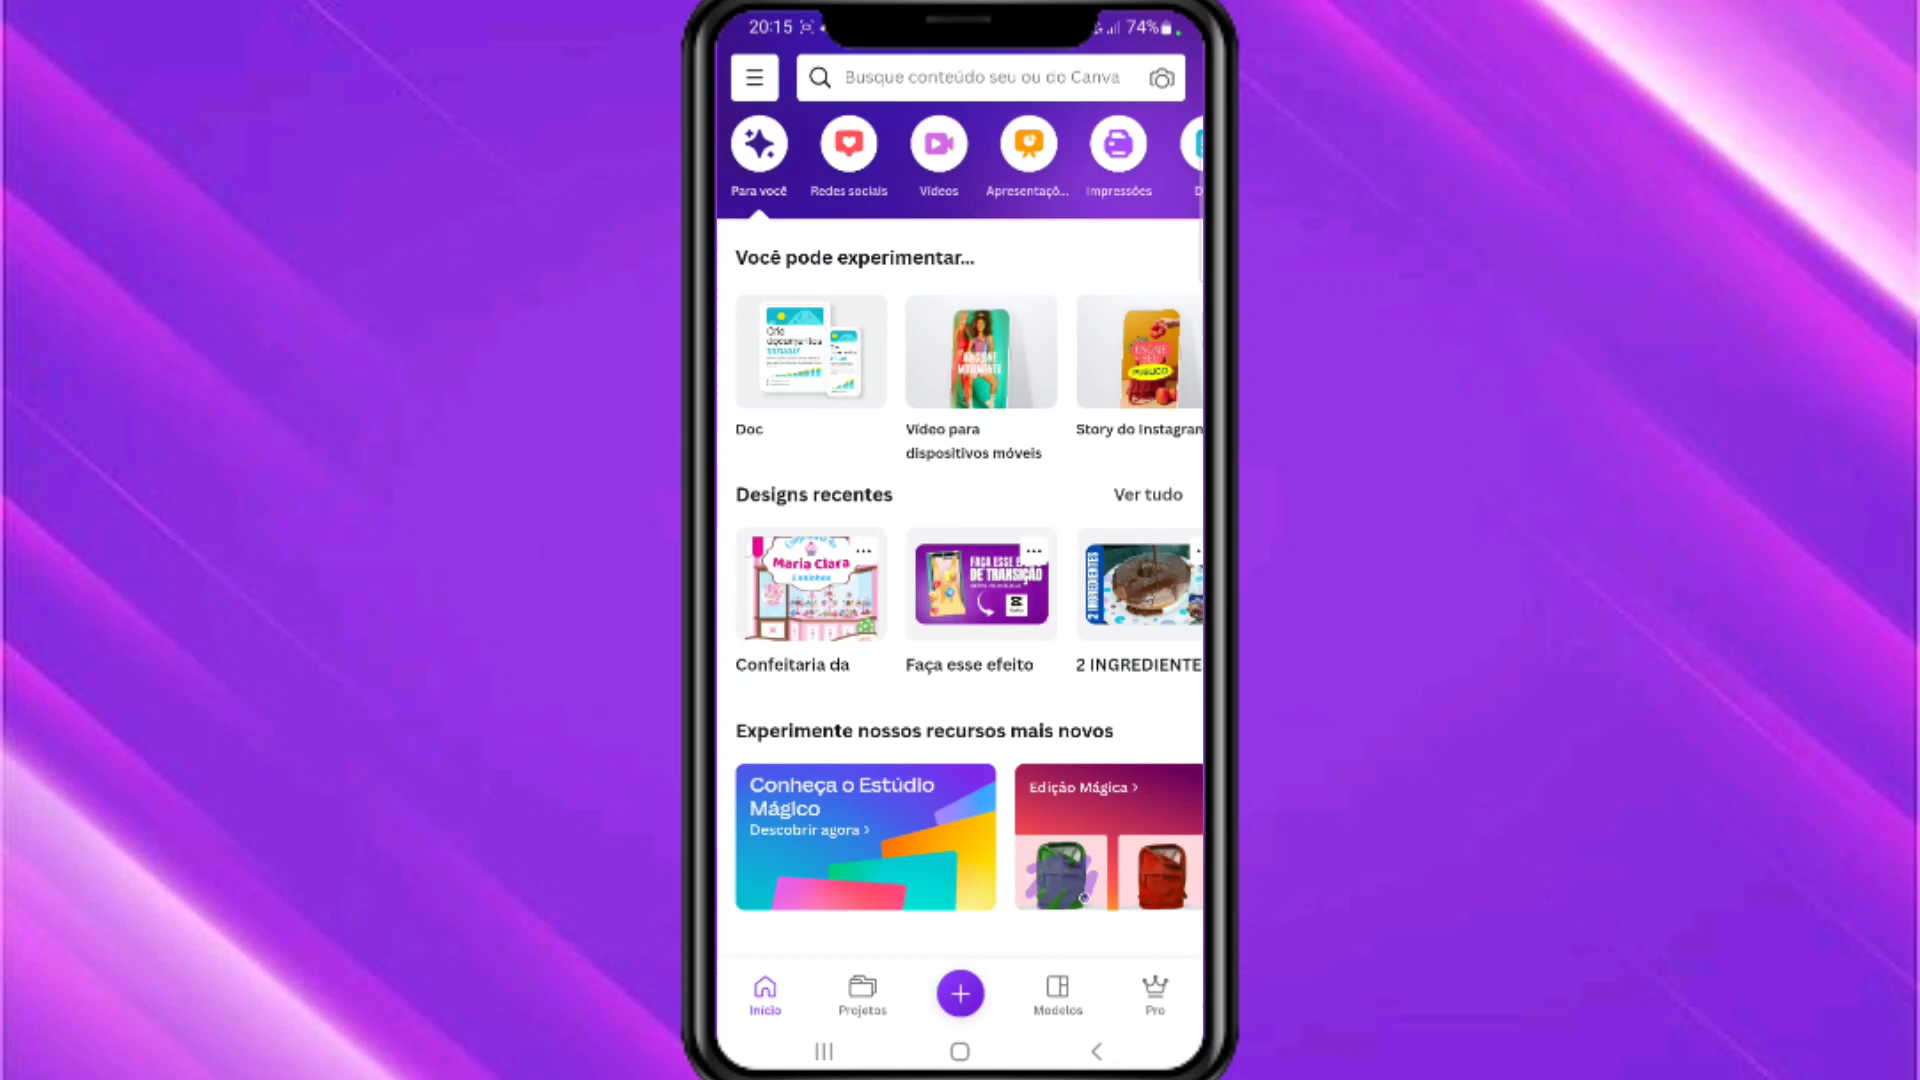 20:15
74%
Busque conteúdo seu ou do Canva
Para você
Redes sociais
Vídeos
Apresentaçõ...
Impressões
D
Você pode experimentar...
Crie
documentos
PÚBLICO
Doc
Vídeo para
dispositivos móveis
Story do Instagram
Designs recentes
Ver tudo
Maria Clara
FAÇA ESSE E
DE TRANSIÇÃO
2 INGREDIENTES
Confeitaria da
Faça esse efeito
2 INGREDIENTE
Experimente nossos recursos mais novos
Conheça o Estúdio
Mágico
Descobrir agora >
Edição Mágica >
Início
Projetos
Modelos
Pro